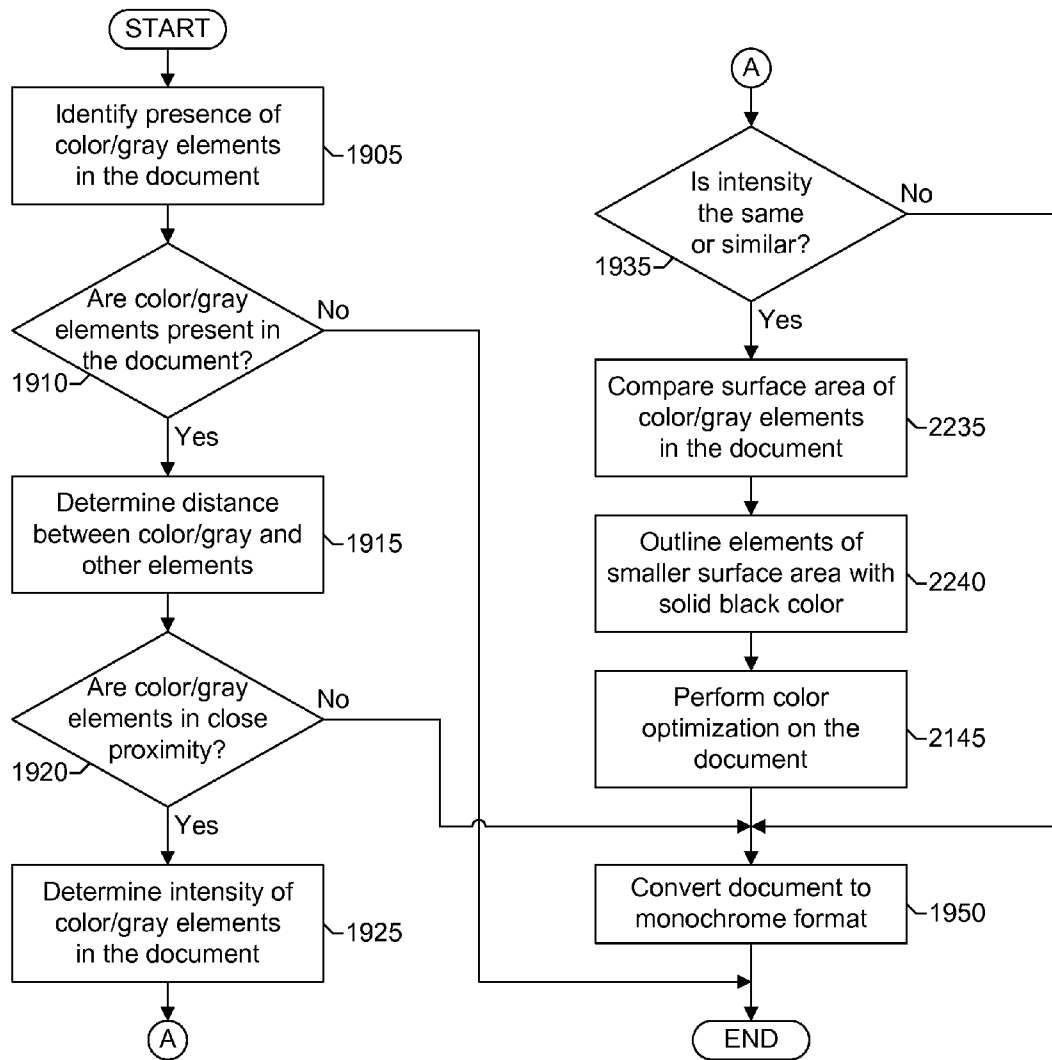 START
Identify presence of
color/gray elements
in the document
1905
Are color/gray
elements present in
the document?
No
1910
Yes
Determine distance
between color/gray and
other elements
1915
Are color/gray
elements in close
proximity?
No
1920
Yes
Determine intensity of
color/gray elements
in the document
1925
A
A
Is intensity
the same
or similar?
No
1935
Yes
Compare surface area of
color/gray elements
in the document
2235
Outline elements of
smaller surface area with
solid black color
2240
Perform color
optimization on the
document
2145
Convert document to
monochrome format
1950
END